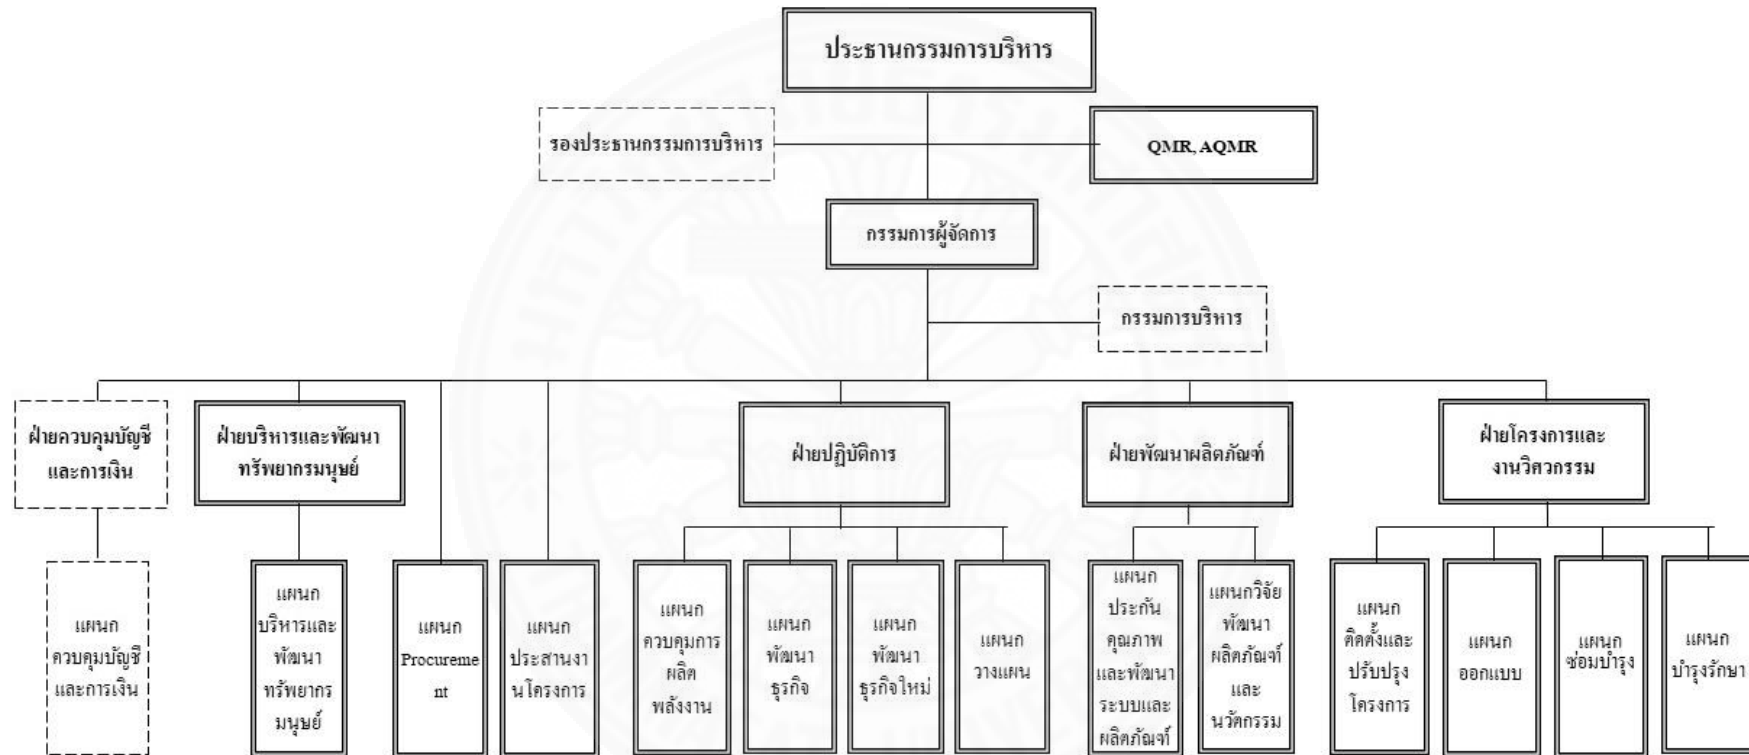 ประธานกรรมการบริหาร
รองประธานกรรมการบริหาร
QMR, AQMR
กรรมการผู้จัดการ
กรรมการบริหาร
ฝ่ายควบคุมบัญชี
และการเงิน
ฝ่ายบริหารและพัฒนา
ทรัพยากรมนุษย์
ฝ่ายปฏิบัติการ
ฝ่ายพัฒนาผลิตภัณฑ์
ฝ่ายโครงการและ
งานวิศวกรรม
แผนก
ควบคุมบัญชี
และการเงิน
แผนก
บริหารและ
พัฒนา
ทรัพยากร
มนุษย์
แผนก
Procureme
nt
แผนก
ประสานงา
นโครงการ
แผนก
ควบคุมการ
ผลิต
พลังงาน
แผนก
พัฒนา
ธุรกิจ
แผนก
พัฒนา
ธุรกิจใหม่
แผนก
วางแผน
แผนก
ประกัน
คุณภาพ
และพัฒนา
ระบบและ
ผลิตภัณฑ์
แผนกวิจัย
พัฒนา
ผลิตภัณฑ์
และ
นวัตกรรม
แผนก
ติดตั้งและ
ปรับปรุง
โครงการ
แผนก
ออกแบบ
แผนก
ซ่อมบำรุง
แผนก
บำรุงรักษา